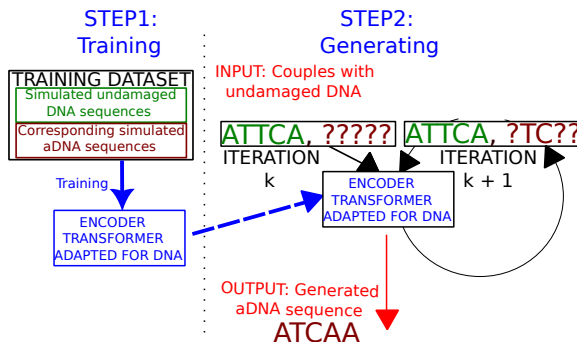 STEP1:
Training
TRAINING DATASET
Simulated undamaged
DNA sequences
Corresponding simulated
aDNA sequences
Training
ENCODER
TRANSFORMER
ADAPTED FOR DNA
STEP2:
Generating
INPUT: Couples with
undamaged DNA
ATTCA, ?????
ITERATION
k
ATTCA, ?TC??
ITERATION
k + 1
ENCODER
TRANSFORMER
ADAPTED FOR DNA
OUTPUT: Generated
aDNA sequence
ATCAA